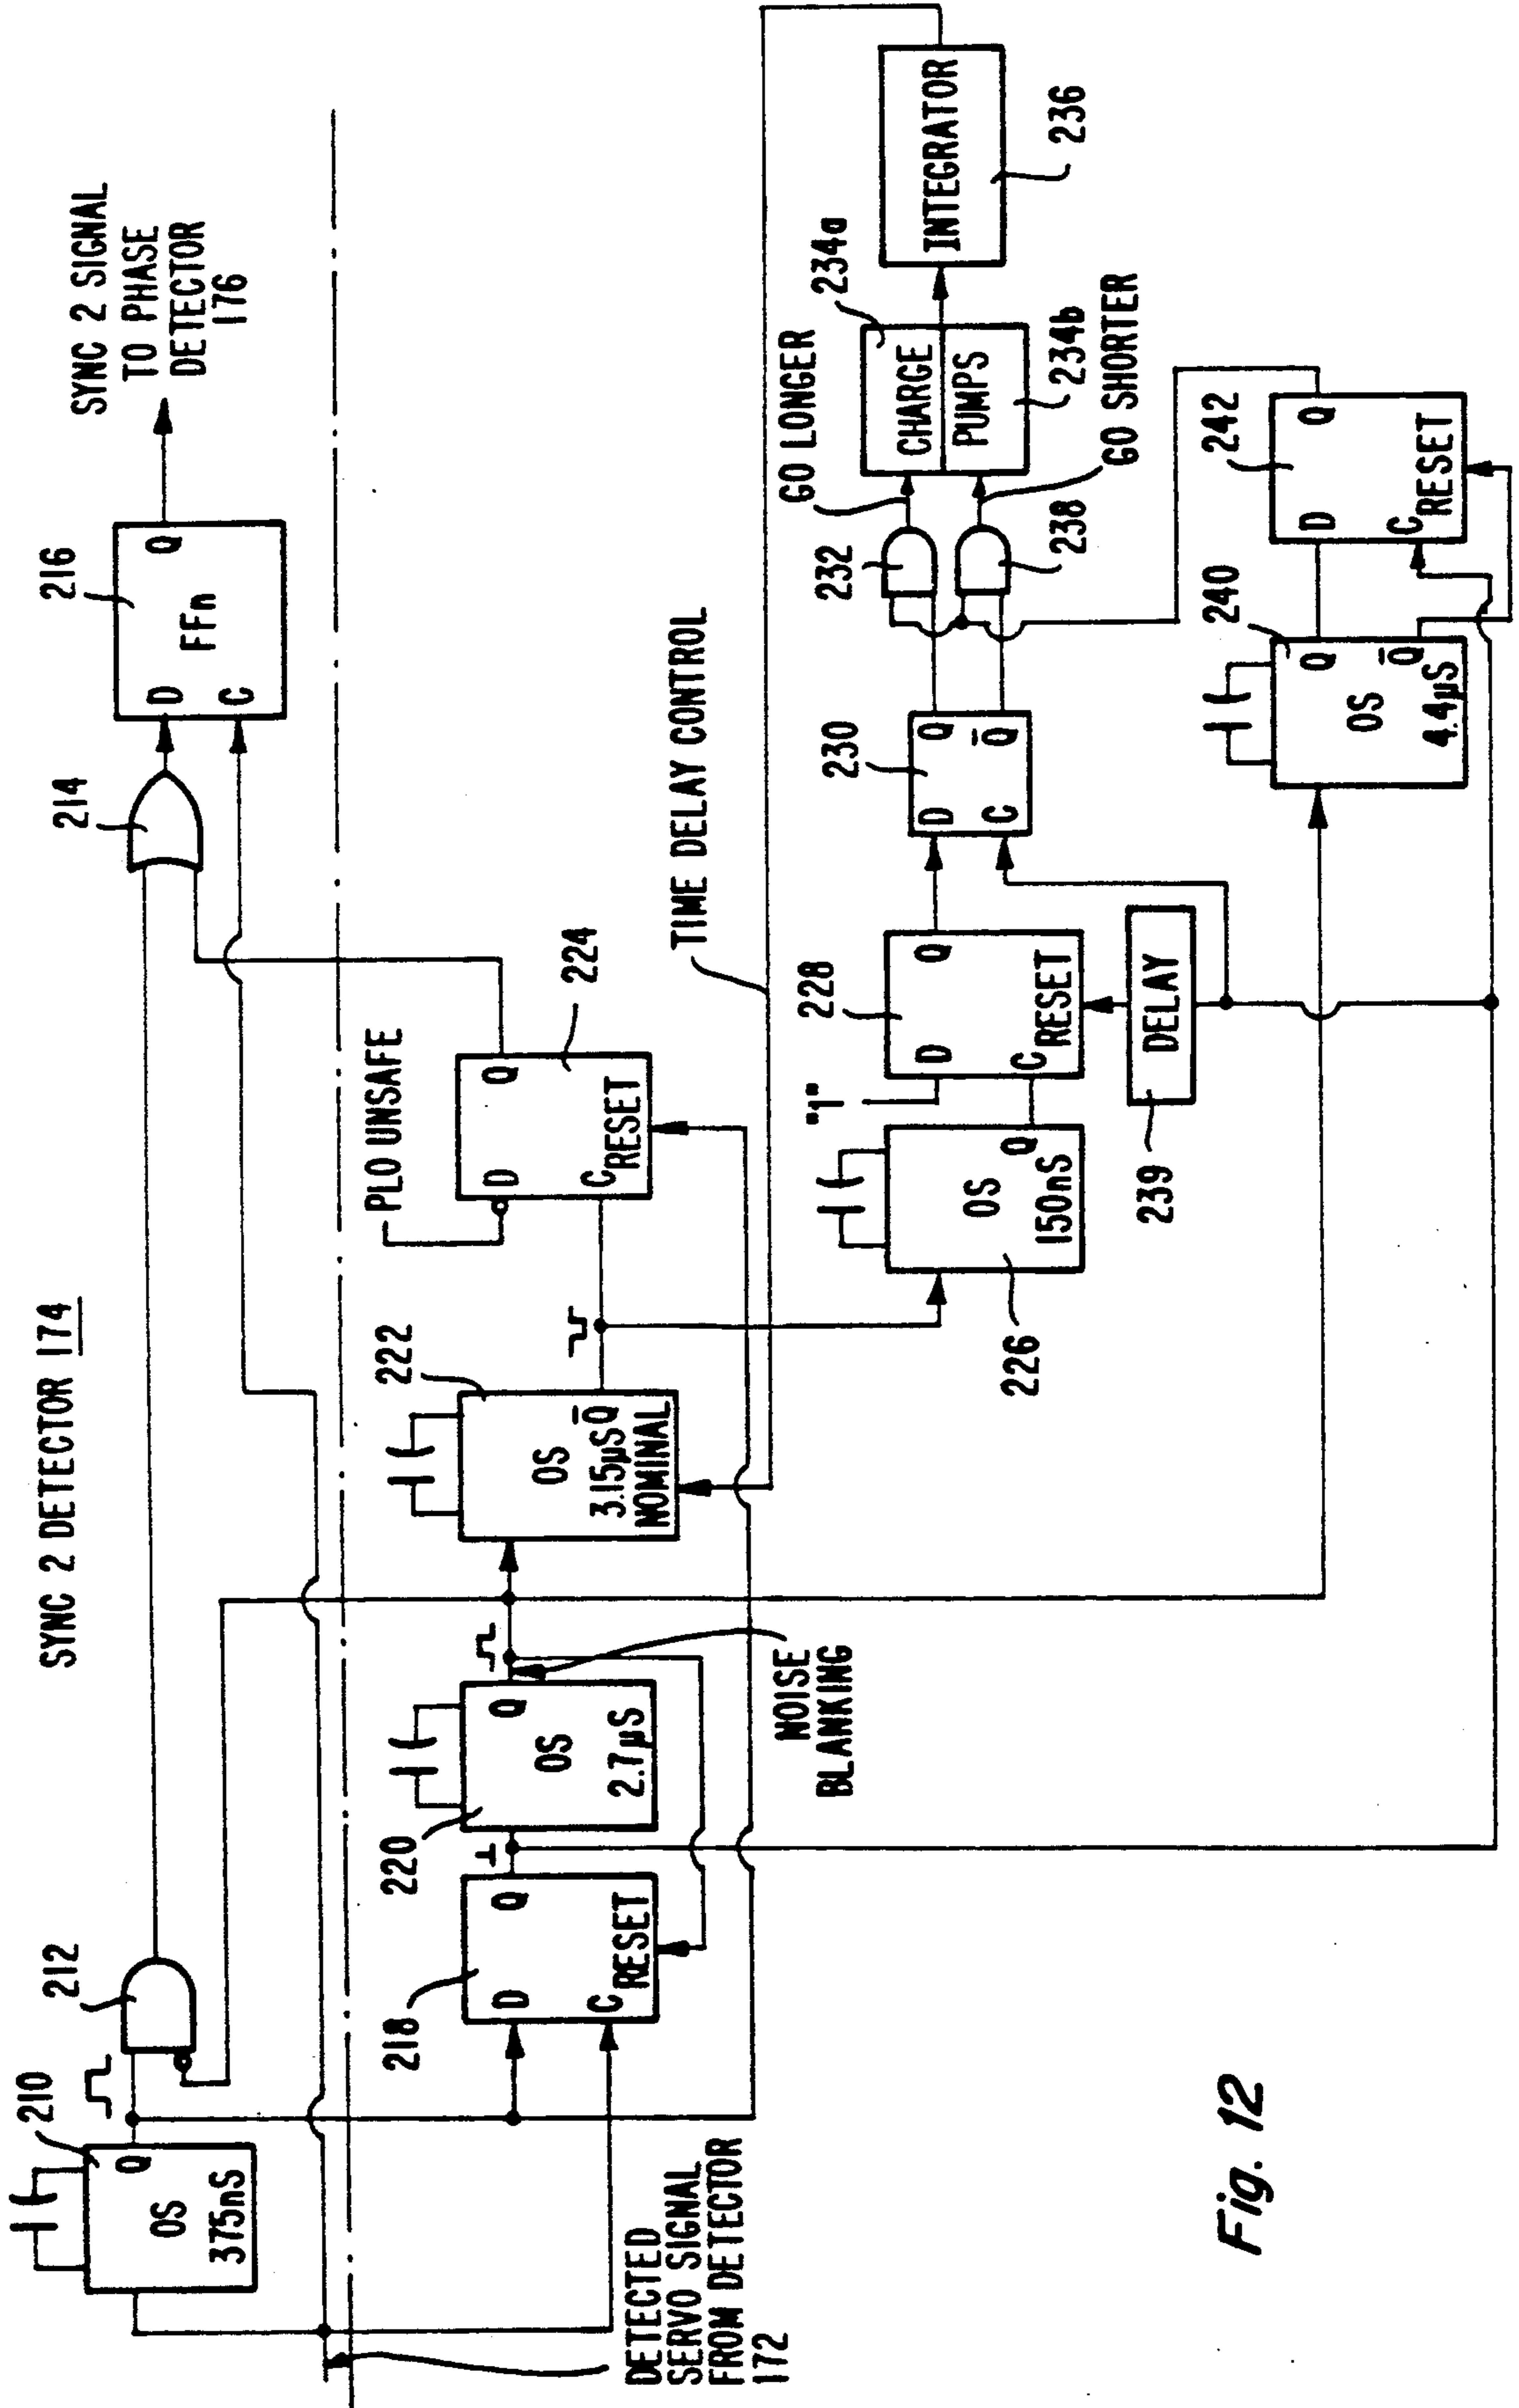 SYNC 2 DETECTOR 174
210
OS
375nS
Q
212
214
216
D
C
FFn
Q
SYNC 2 SIGNAL
TO PHASE
DETECTOR
176
DETECTED
SERVO SIGNAL
FROM DETECTOR
172
218
D
C
RESET
Q
220
OS
2.7µS
Q
NOISE
BLANKING
222
OS
3.15µS
Q̅
NOMINAL
PLO UNSAFE
224
D
C
RESET
Q
TIME DELAY CONTROL
226
OS
150nS
Q
"1"
228
D
C
RESET
Q
239
DELAY
230
D
C
Q
Q̅
232
238
GO LONGER
GO SHORTER
234a
CHARGE
PUMPS
234b
INTEGRATOR
236
240
OS
4.4µS
Q
Q̅
242
D
C
RESET
Q
Fig. 12